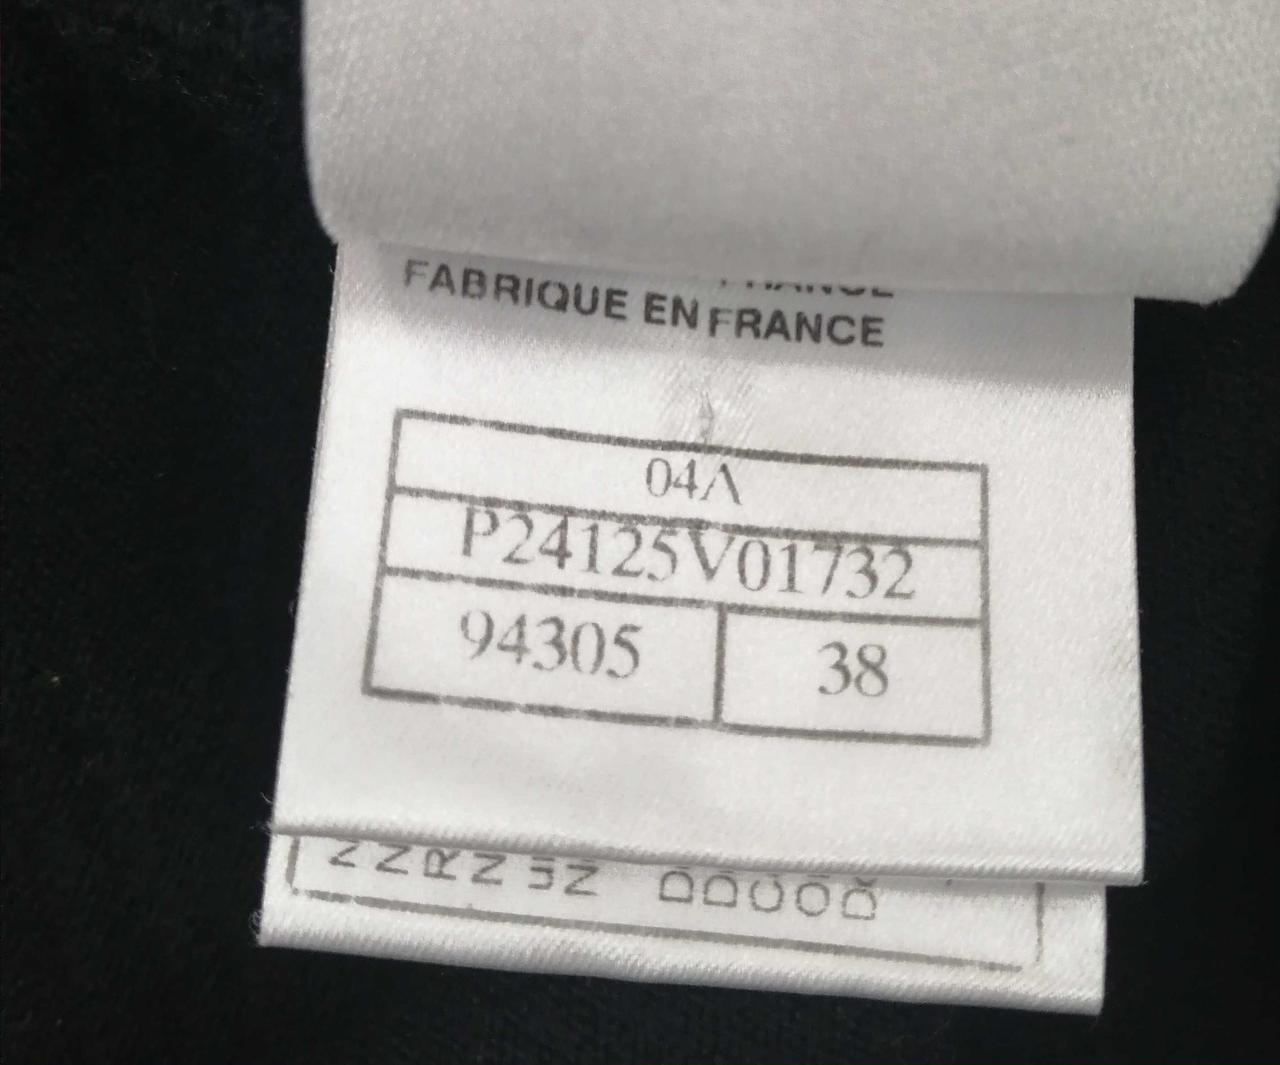 FABRIQUE EN FRANCE
04A
P24125V01732
94305 38